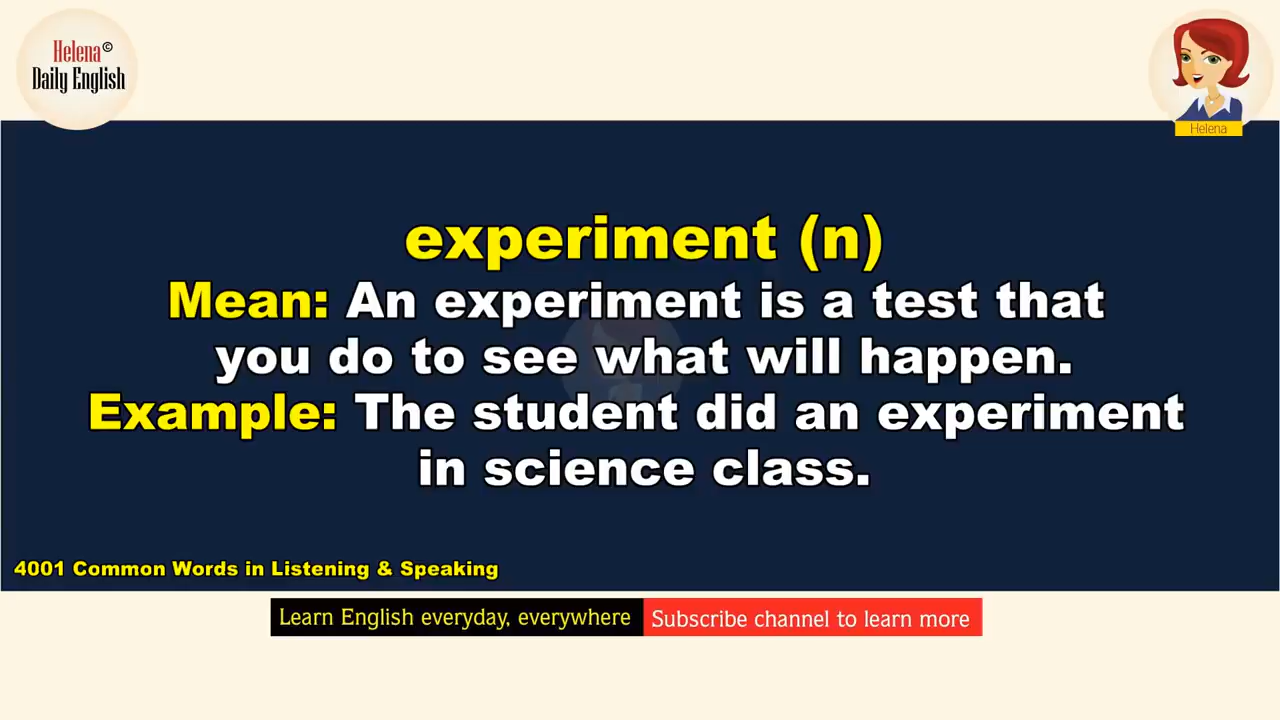 Helena©
Daily English
Helena
experiment (n)
Mean: An experiment is a test that
you do to see what will happen.
Example: The student did an experiment
in science class.
4001 Common Words in Listening & Speaking
Learn English everyday, everywhere
Subscribe channel to learn more